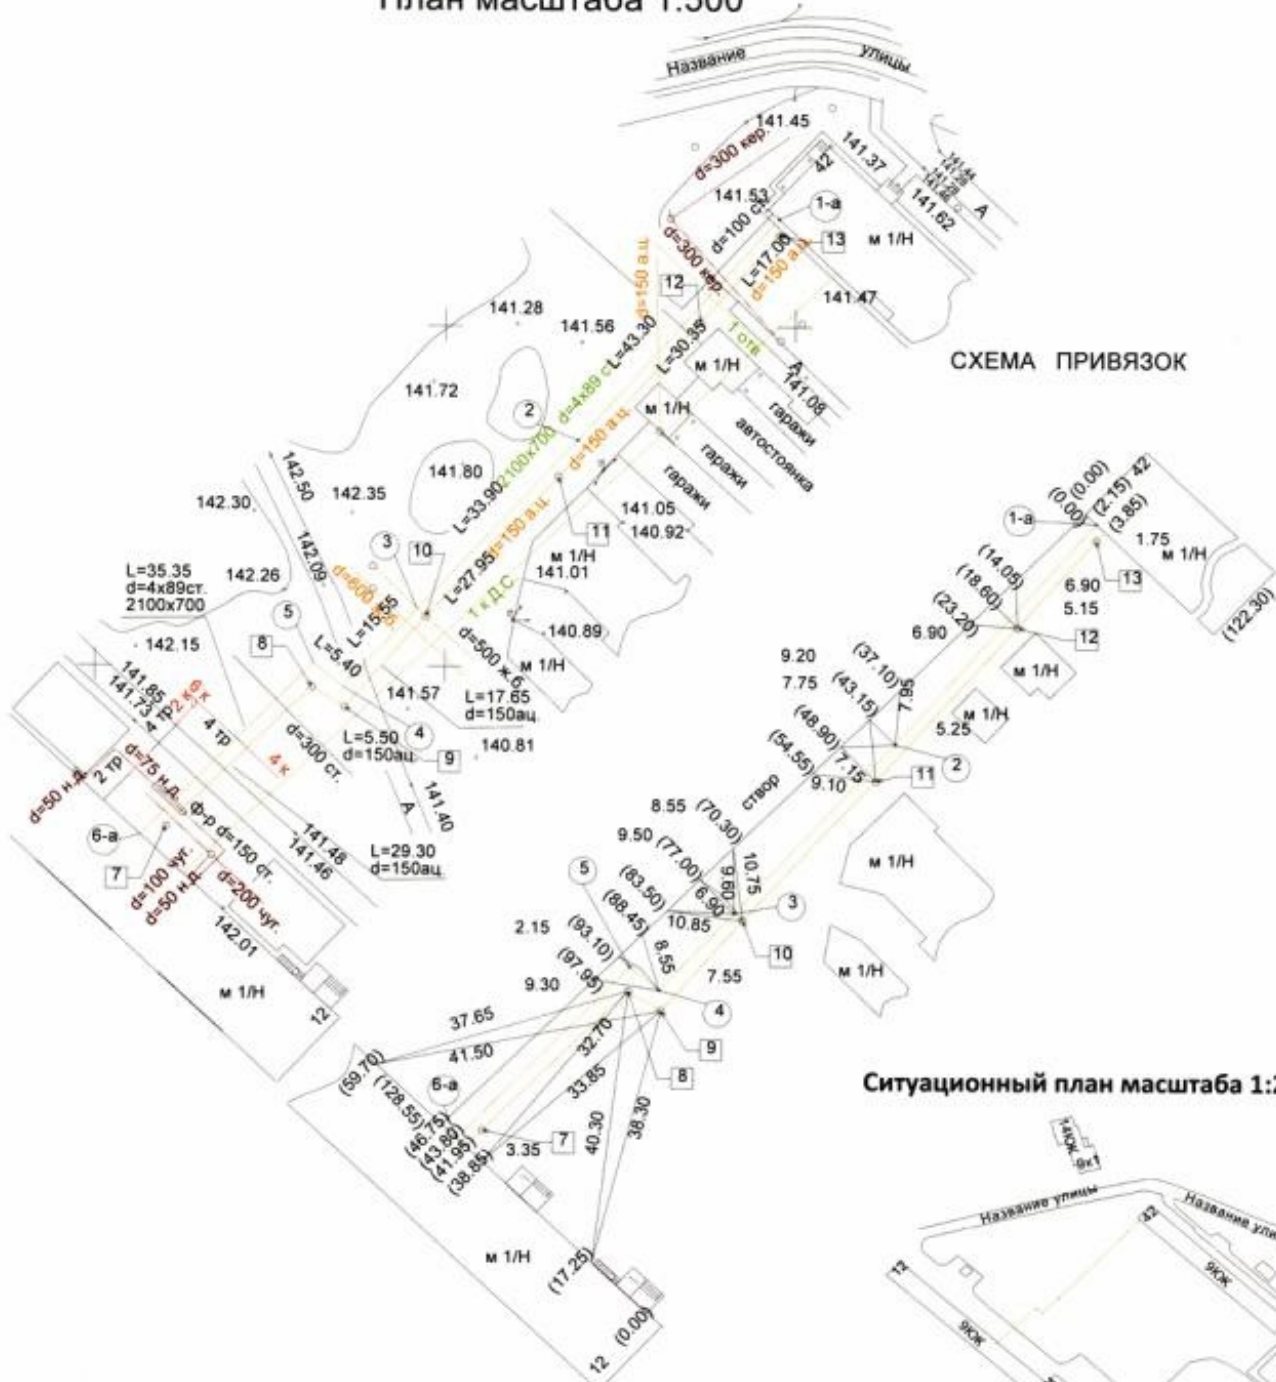 План масштаба 1:500
Название улицы
141.45
d=300 кер.
42
141.37
141.44
141.62
А
141.53
1-а
d=100 ст.
м 1/Н
13
d=300 кер.
L=17.00
d=150 а.ц.
d=150 а.ц.
12
141.47
141.28
141.56
L=43.30
L=30.35
1 отв
А
м 1/Н
141.08
141.72
2
2100x700 d=4x89 ст.
d=150 а.ц.
м 1/Н
гаражи
автостоянка
гаражи
гаражи
141.80
142.50
142.35
142.30
L=33.90
d=150 а.ц.
11
141.05
140.92
3
10
м 1/Н
141.01
142.09
L=27.95
1 к Д.С
L=35.35
d=4x89ст.
2100x700
142.26
5
L=15.55
140.89
142.15
8
L=5.40
d=500 ж.б.
м 1/Н
141.85
141.73
4 тр
2 кФ
141.57
L=17.65
d=150ац.
4 тр
4 к
d=300 ст.
L=5.50
d=150ац.
4
9
140.81
d=75 н.д.
2 тр
d=50 н.д.
ф-р d=150 ст.
А
141.40
6-а
7
141.48
141.46
L=29.30
d=150ац
d=100 чуг.
d=50 н.д.
d=200 чуг.
142.01
м 1/Н
12
СХЕМА ПРИВЯЗОК
(0.00)
(0.00)
(2.15)
42
(3.85)
1-а
1.75
м 1/Н
13
(14.05)
(18.60)
6.90
5.15
(23.20)
6.90
12
(122.30)
9.20
(37.10)
м 1/Н
7.75
(43.15)
7.95
м 1/Н
5.25
(48.90)
(54.55)
7.15
9.10
2
11
створ
8.55
(70.30)
9.50
(77.00)
10.75
9.60
м 1/Н
5
(83.50)
6.90
3
(88.45)
10.85
10
2.15
(93.10)
8.55
м 1/Н
(97.95)
7.55
9.30
4
37.65
32.70
9
41.50
8
(59.70)
(128.55)
6-а
33.85
(46.75)
(43.80)
(41.95)
(38.85)
7
3.35
40.30
38.30
м 1/Н
(17.25)
(0.00)
12
Ситуационный план масштаба 1:2
14КЖ
9к1
Название улицы
Название ули
42
12
9КЖ
9КЖ